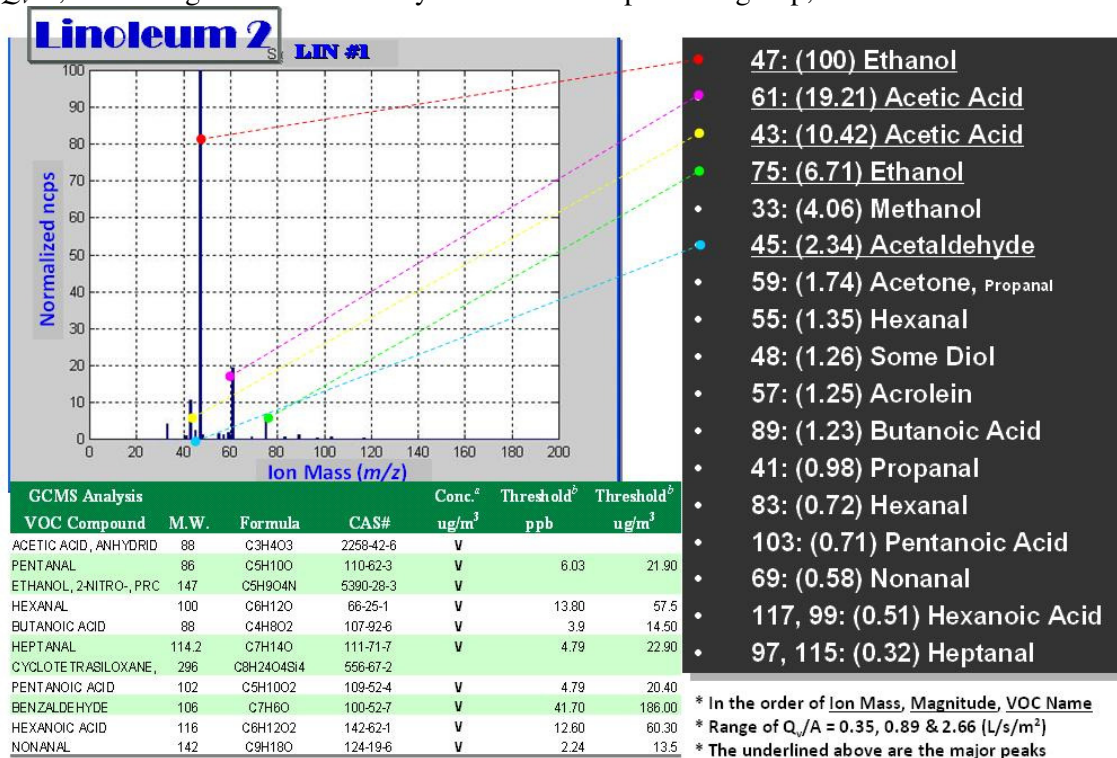 Linoleum 2
LIN #1
100
90
80
70
60
50
40
30
20
10
0
Normalized ncps
0 20 40 60 80 100 120 140 160 180 200
Ion Mass (m/z)
• 47: (100) Ethanol
• 61: (19.21) Acetic Acid
• 43: (10.42) Acetic Acid
• 75: (6.71) Ethanol
• 33: (4.06) Methanol
• 45: (2.34) Acetaldehyde
• 59: (1.74) Acetone, Propanal
• 55: (1.35) Hexanal
• 48: (1.26) Some Diol
• 57: (1.25) Acrolein
• 89: (1.23) Butanoic Acid
• 41: (0.98) Propanal
• 83: (0.72) Hexanal
• 103: (0.71) Pentanoic Acid
• 69: (0.58) Nonanal
• 117, 99: (0.51) Hexanoic Acid
• 97, 115: (0.32) Heptanal
* In the order of Ion Mass, Magnitude, VOC Name
* Range of Qv/A = 0.35, 0.89 & 2.66 (L/s/m²)
* The underlined above are the major peaks
GCMS Analysis Conc.ᵃ Thresholdᵇ Thresholdᵇ
VOC Compound M.W. Formula CAS# ug/m³ ppb ug/m³
ACETIC ACID, ANHYDRID 88 C3H4O3 2258-42-6 V
PENTANAL 86 C5H10O 110-62-3 V 6.03 21.90
ETHANOL, 2-NITRO-, PRC 147 C5H9O4N 5390-28-3 V
HEXANAL 100 C6H12O 66-25-1 V 13.80 57.5
BUTANOIC ACID 88 C4H8O2 107-92-6 V 3.9 14.50
HEPTANAL 114.2 C7H14O 111-71-7 V 4.79 22.90
CYCLOTETRASILOXANE, 296 C8H24O4Si4 556-67-2
PENTANOIC ACID 102 C5H10O2 109-52-4 V 4.79 20.40
BENZALDEHYDE 106 C7H6O 100-52-7 V 41.70 186.00
HEXANOIC ACID 116 C6H12O2 142-62-1 V 12.60 60.30
NONANAL 142 C9H18O 124-19-6 V 2.24 13.5